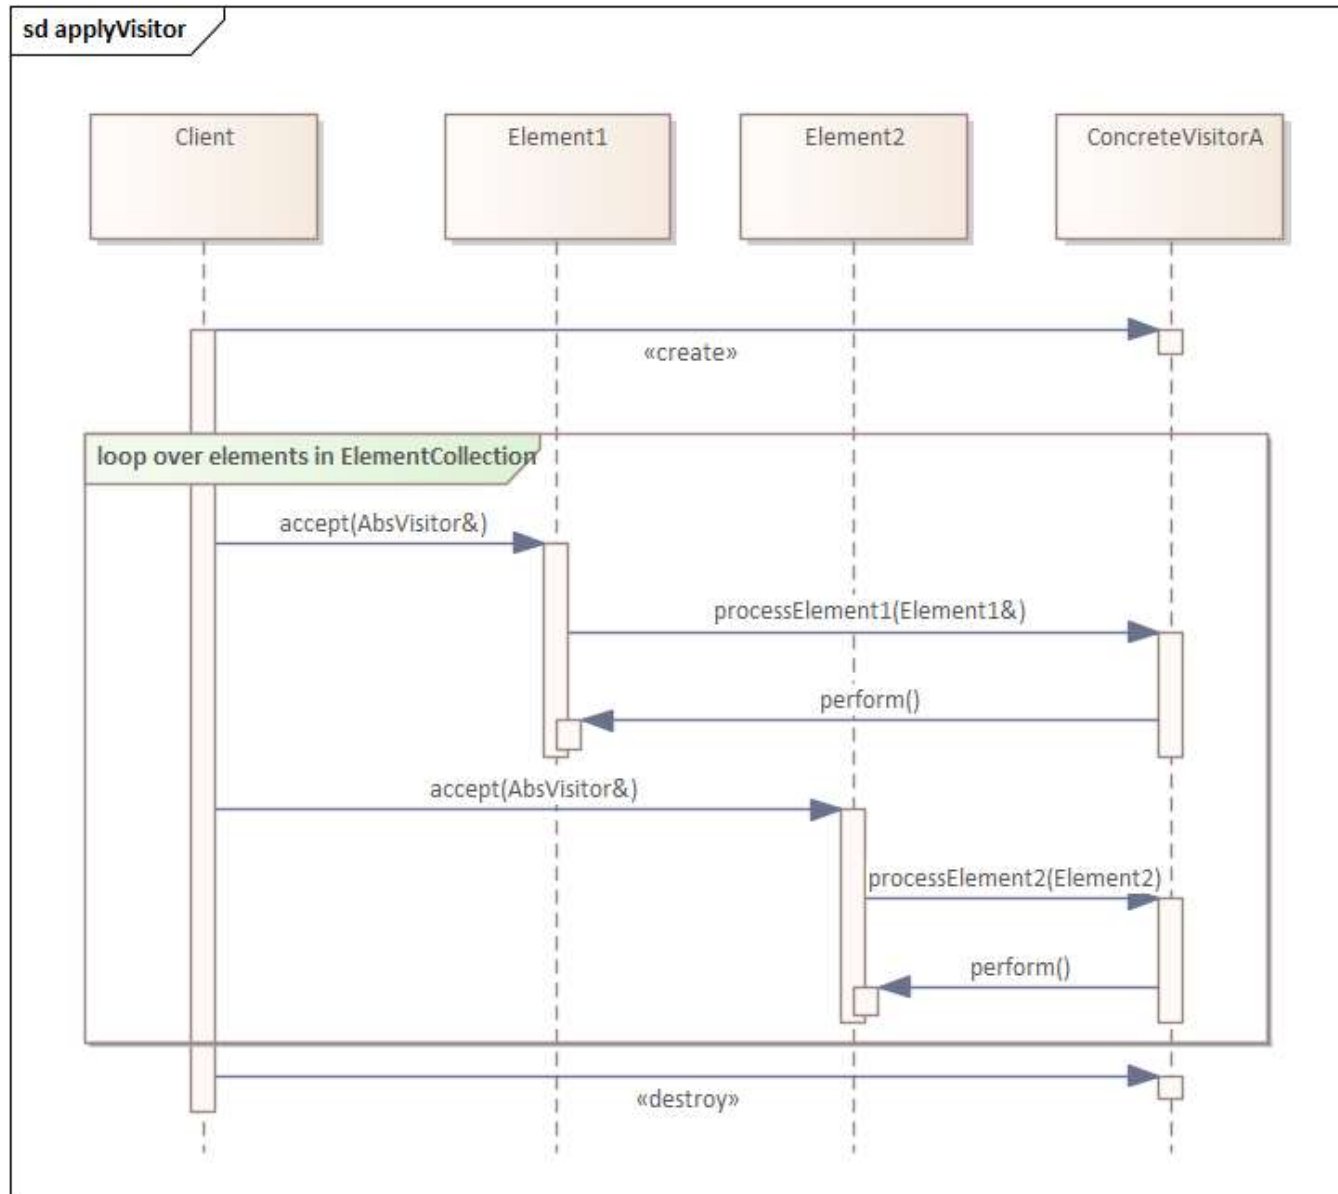 sd applyVisitor
Client
Element1
Element2
ConcreteVisitorA
«create»
loop over elements in ElementCollection
accept(AbsVisitor&)
processElement1(Element1&)
perform()
accept(AbsVisitor&)
processElement2(Element2)
perform()
«destroy»